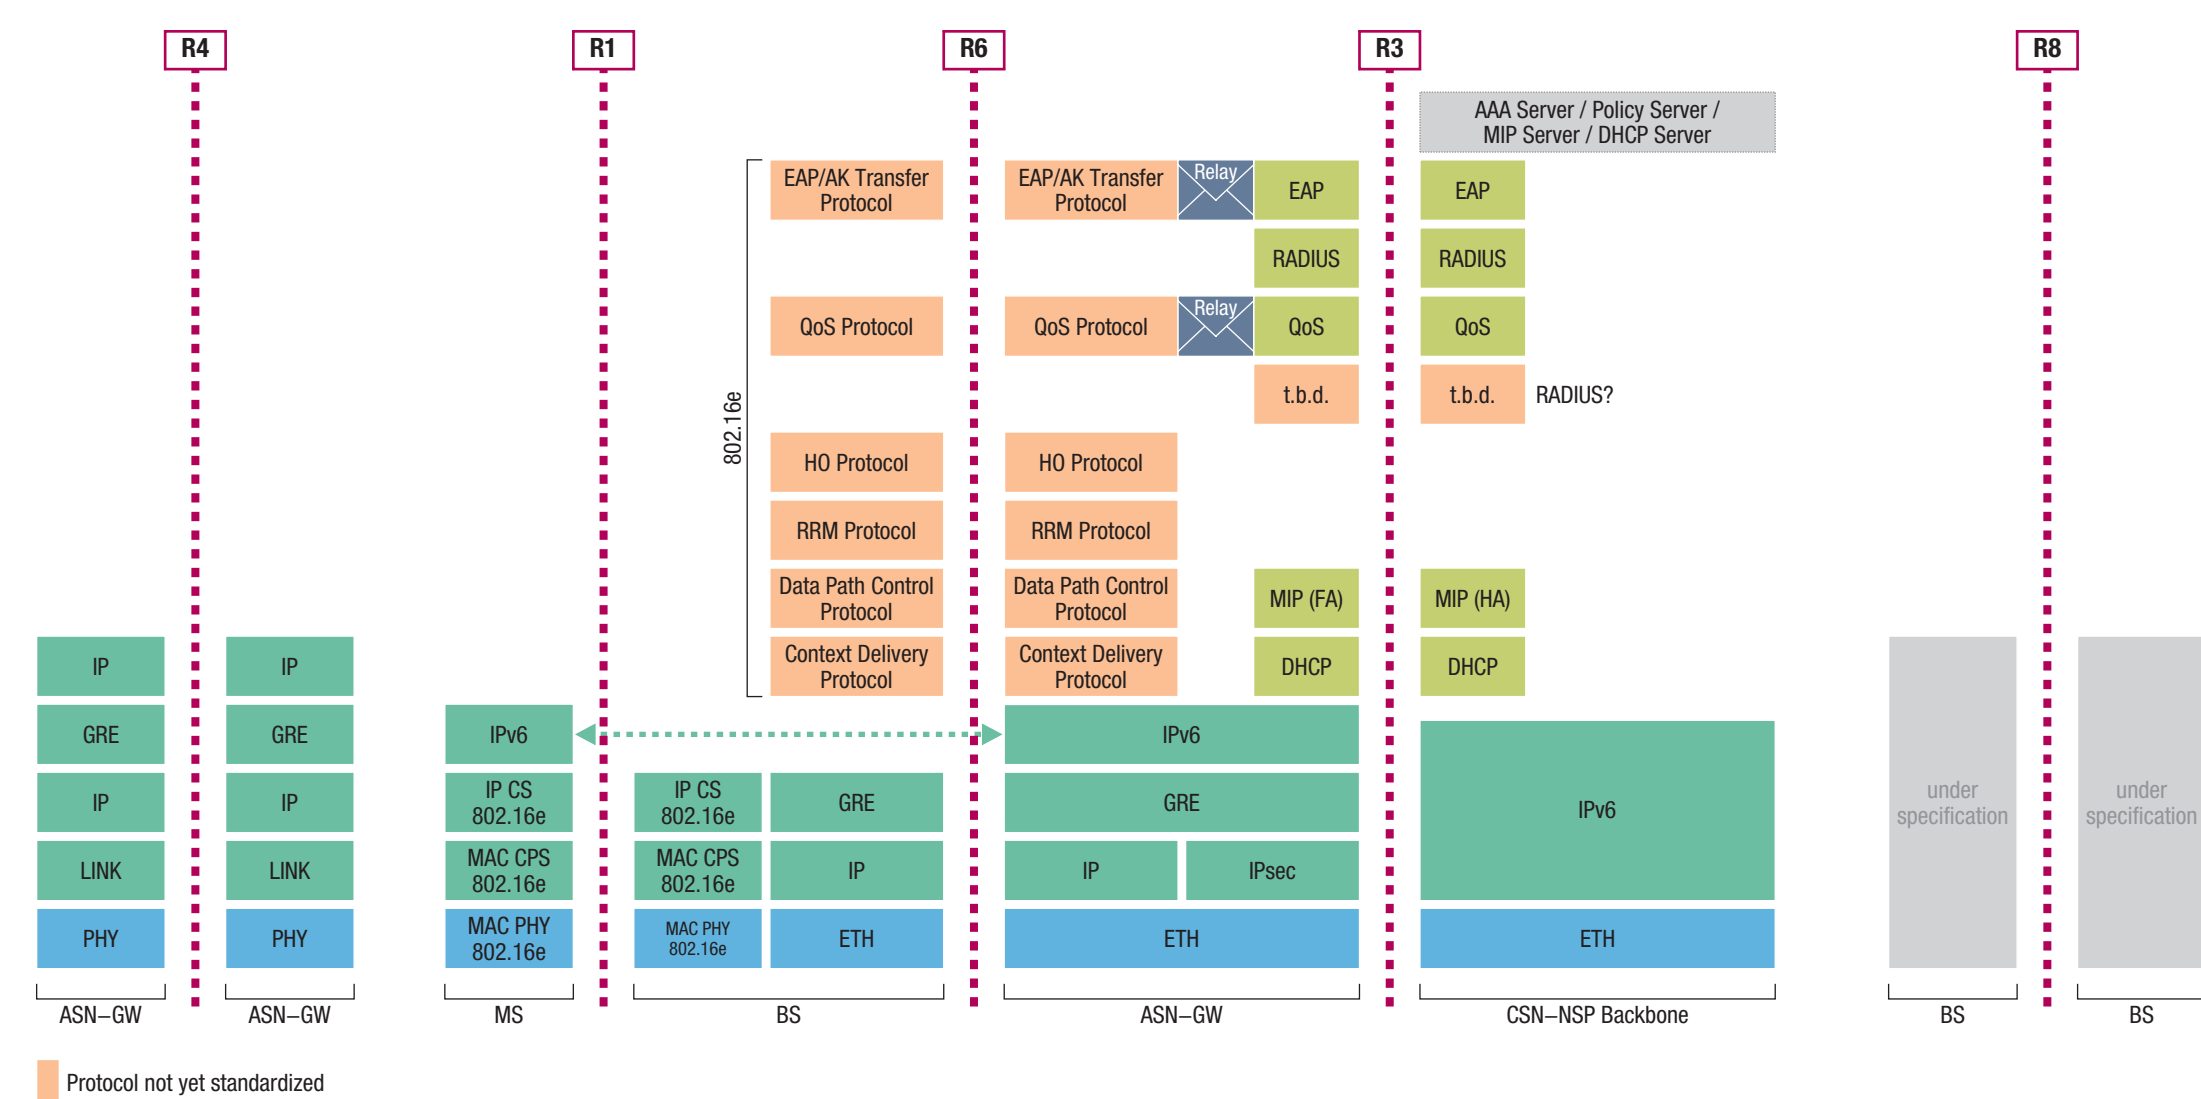 R4
R1
R6
R3
R8
AAA Server / Policy Server /
MIP Server / DHCP Server
EAP/AK Transfer
Protocol
EAP/AK Transfer
Protocol
Relay
EAP
EAP
RADIUS
RADIUS
QoS Protocol
QoS Protocol
Relay
QoS
QoS
t.b.d.
t.b.d.
RADIUS?
802.16e
HO Protocol
HO Protocol
RRM Protocol
RRM Protocol
Data Path Control
Protocol
Data Path Control
Protocol
MIP (FA)
MIP (HA)
IP
IP
Context Delivery
Protocol
Context Delivery
Protocol
DHCP
DHCP
GRE
GRE
IPv6
IPv6
IP
IP
IP CS
802.16e
IP CS
802.16e
GRE
GRE
IPv6
under
specification
under
specification
LINK
LINK
MAC CPS
802.16e
MAC CPS
802.16e
IP
IP
IPsec
PHY
PHY
MAC PHY
802.16e
MAC PHY
802.16e
ETH
ETH
ETH
ASN–GW
ASN–GW
MS
BS
ASN–GW
CSN–NSP Backbone
BS
BS
Protocol not yet standardized